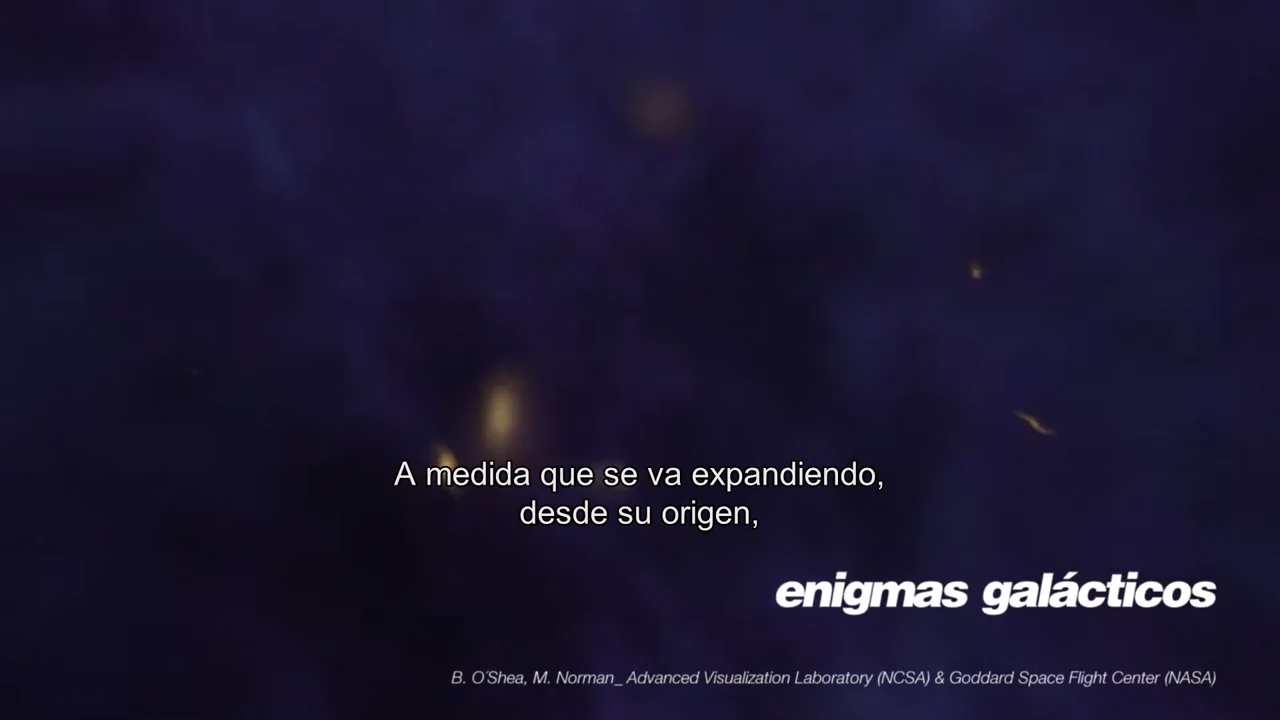 A medida que se va expandiendo,
desde su origen,
enigmas galácticos
B. O´Shea, M. Norman_ Advanced Visualization Laboratory (NCSA) & Goddard Space Flight Center (NASA)